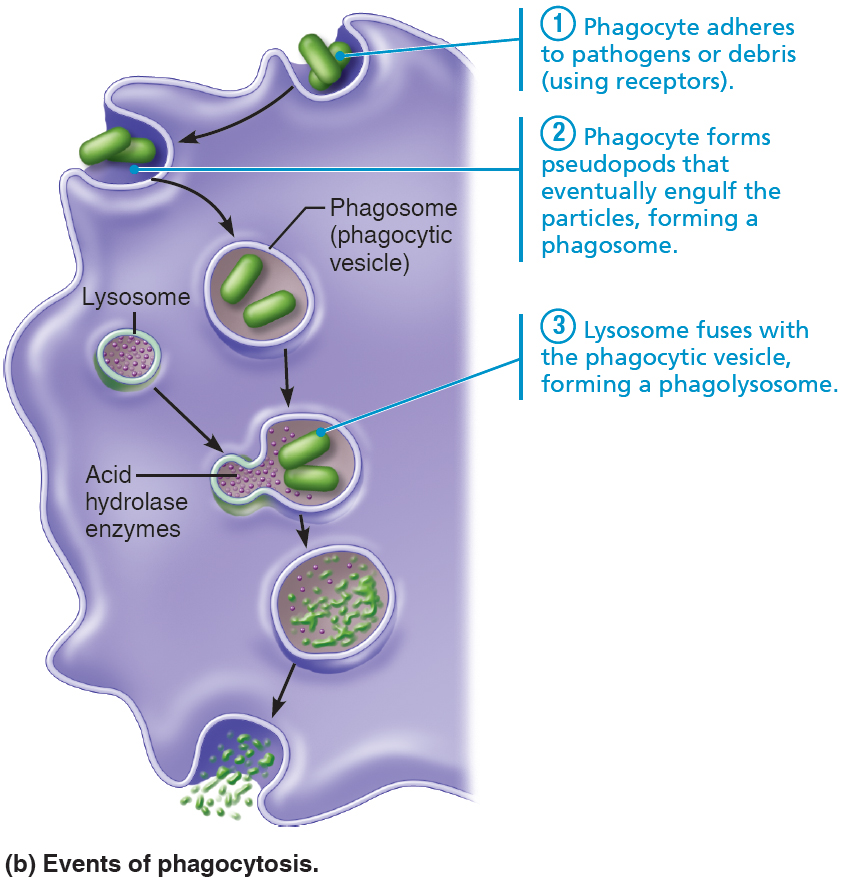 ① Phagocyte adheres
to pathogens or debris
(using receptors).
② Phagocyte forms
pseudopods that
eventually engulf the
particles, forming a
phagosome.
Phagosome
(phagocytic
vesicle)
Lysosome
③ Lysosome fuses with
the phagocytic vesicle,
forming a phagolysosome.
Acid
hydrolase
enzymes
(b) Events of phagocytosis.